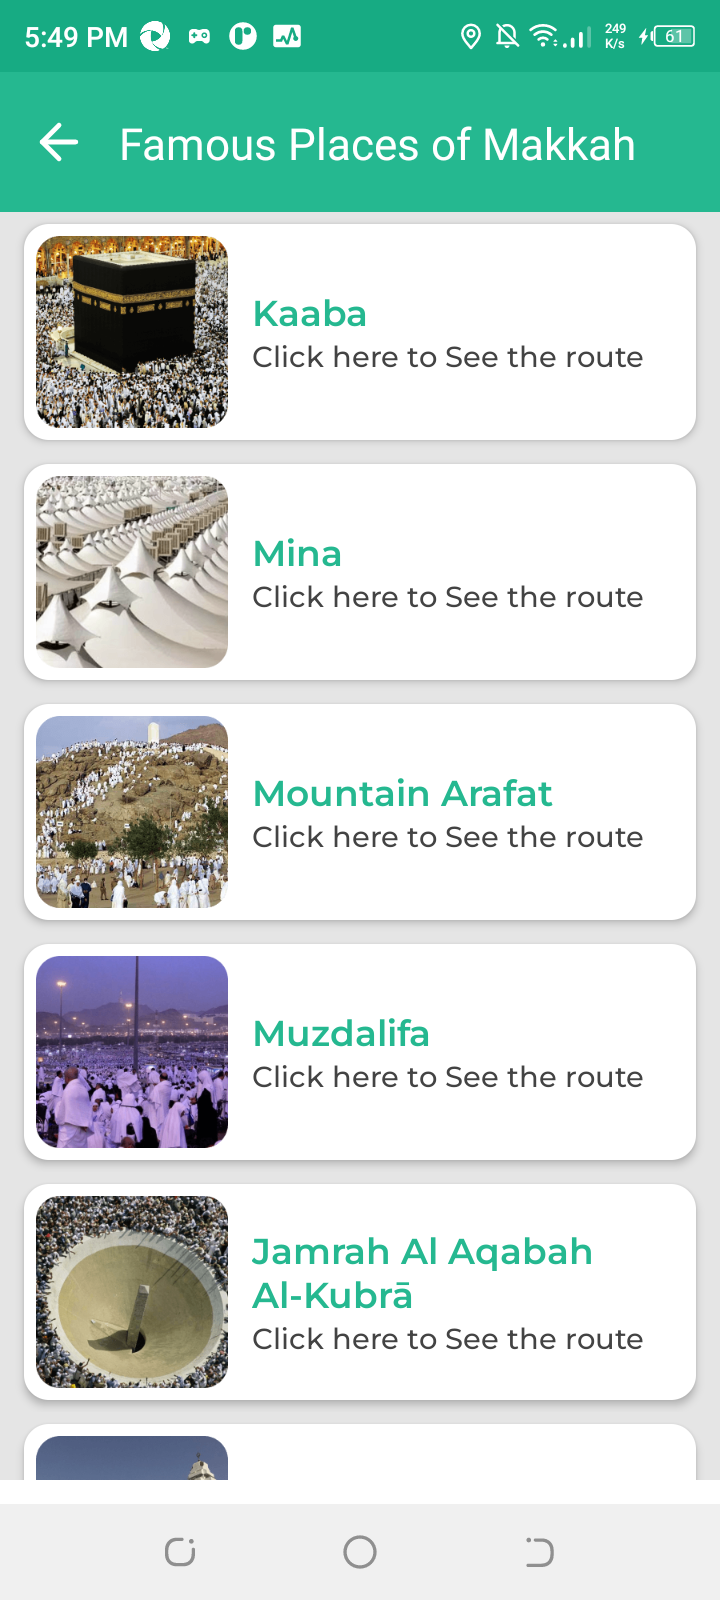 5:49 PM
249
K/s
61
Famous Places of Makkah
Kaaba
Click here to See the route
Mina
Click here to See the route
Mountain Arafat
Click here to See the route
Muzdalifa
Click here to See the route
Jamrah Al Aqabah
Al-Kubrā
Click here to See the route